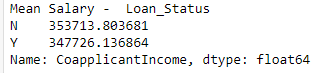 Mean Salary -  Loan_Status
N    353713.803681
Y    347726.136864
Name: CoapplicantIncome, dtype: float64